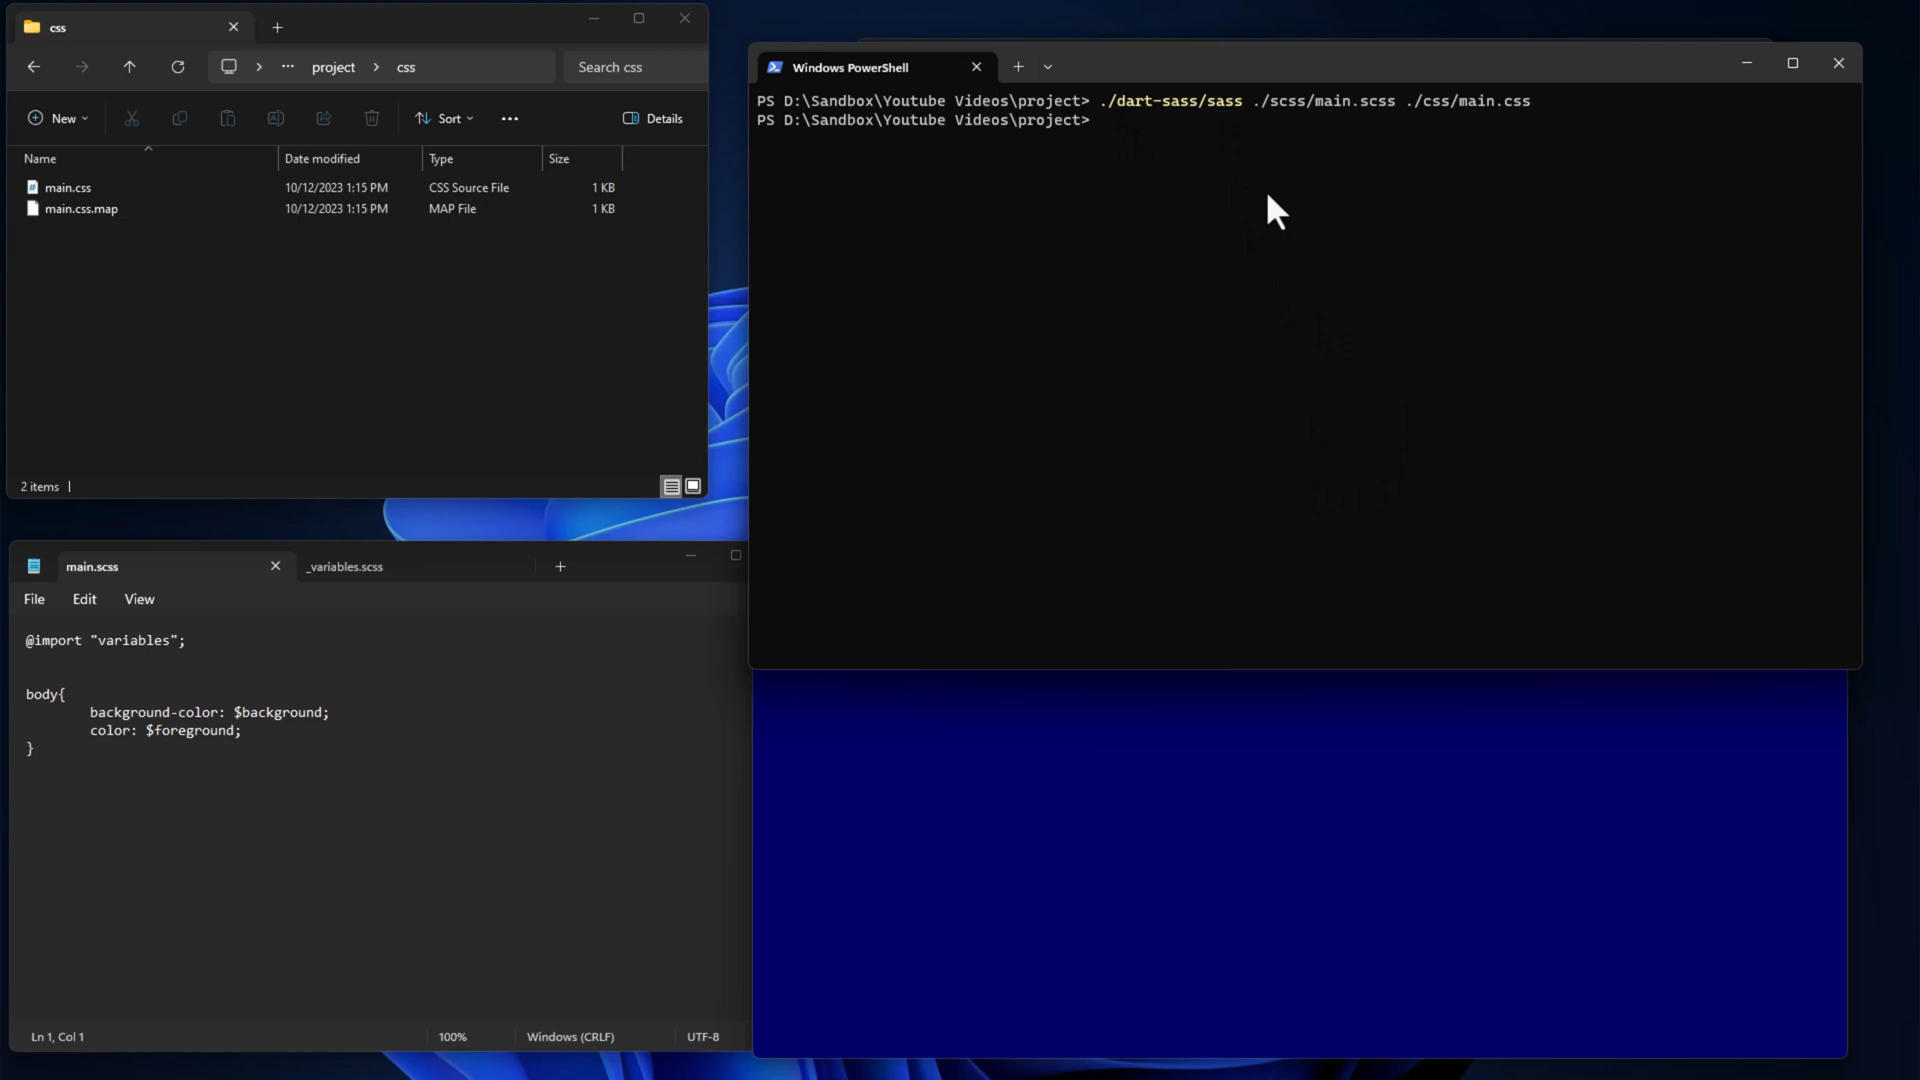 css
project > css
Search css
New
Sort
Details
Name
Date modified
Type
Size
main.css
10/12/2023 1:15 PM
CSS Source File
1 KB
main.css.map
10/12/2023 1:15 PM
MAP File
1 KB
2 items
Windows PowerShell
PS D:\Sandbox\Youtube Videos\project> ./dart-sass/sass ./scss/main.scss ./css/main.css
PS D:\Sandbox\Youtube Videos\project>
main.scss
_variables.scss
File
Edit
View
@import "variables";
body{
background-color: $background;
color: $foreground;
}
Ln 1, Col 1
100%
Windows (CRLF)
UTF-8